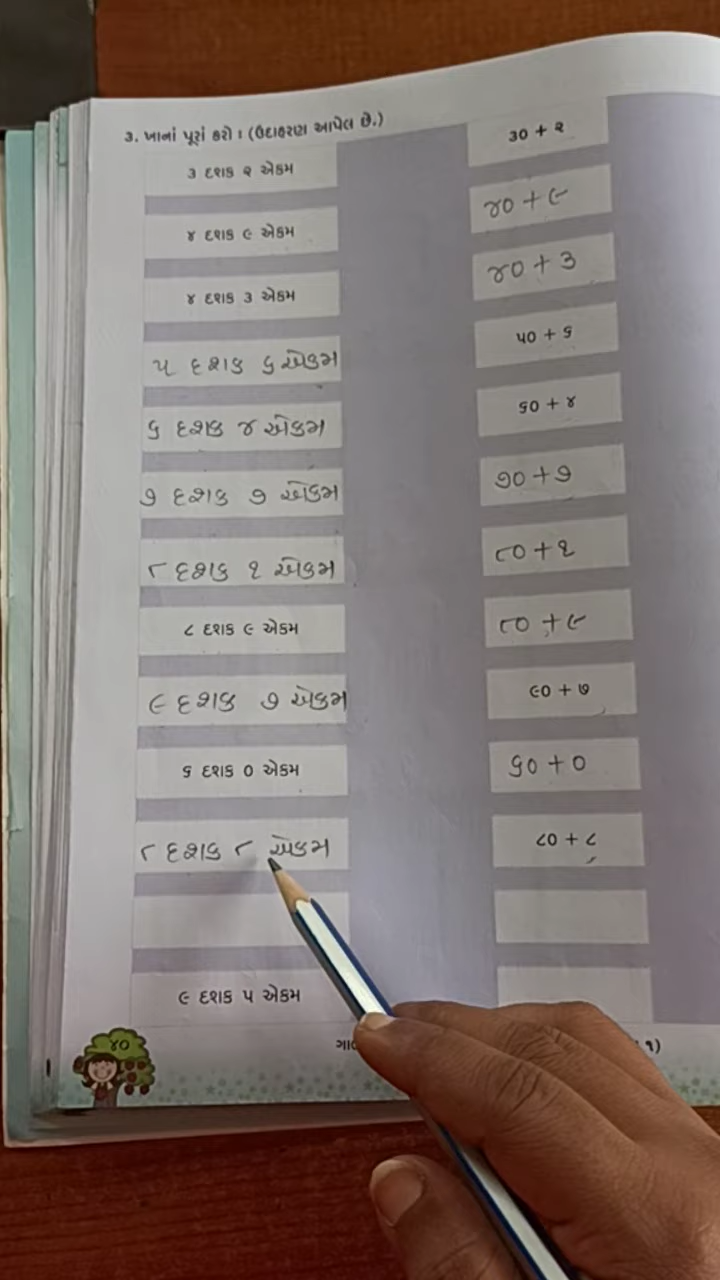 ૩. ખાનાં પૂરાં કરો : (ઉદાહરણ આપેલ છે.)
૩ દશક ૨ એકમ
૩૦ + ૨
૪ દશક ૯ એકમ
૪૦ + ૯
૪ દશક ૩ એકમ
૪૦ + ૩
૫ દશક ૬ એકમ
૫૦ + ૬
૬ દશક ૪ એકમ
૬૦ + ૪
૭ દશક ૭ એકમ
૭૦ + ૭
૮ દશક ૧ એકમ
૮૦ + ૧
૮ દશક ૯ એકમ
૮૦ + ૯
૯ દશક ૭ એકમ
૯૦ + ૭
૬ દશક ૦ એકમ
૬૦ + ૦
૮ દશક ૮ એકમ
૮૦ + ૮
૯ દશક ૫ એકમ
૪૦
૧)